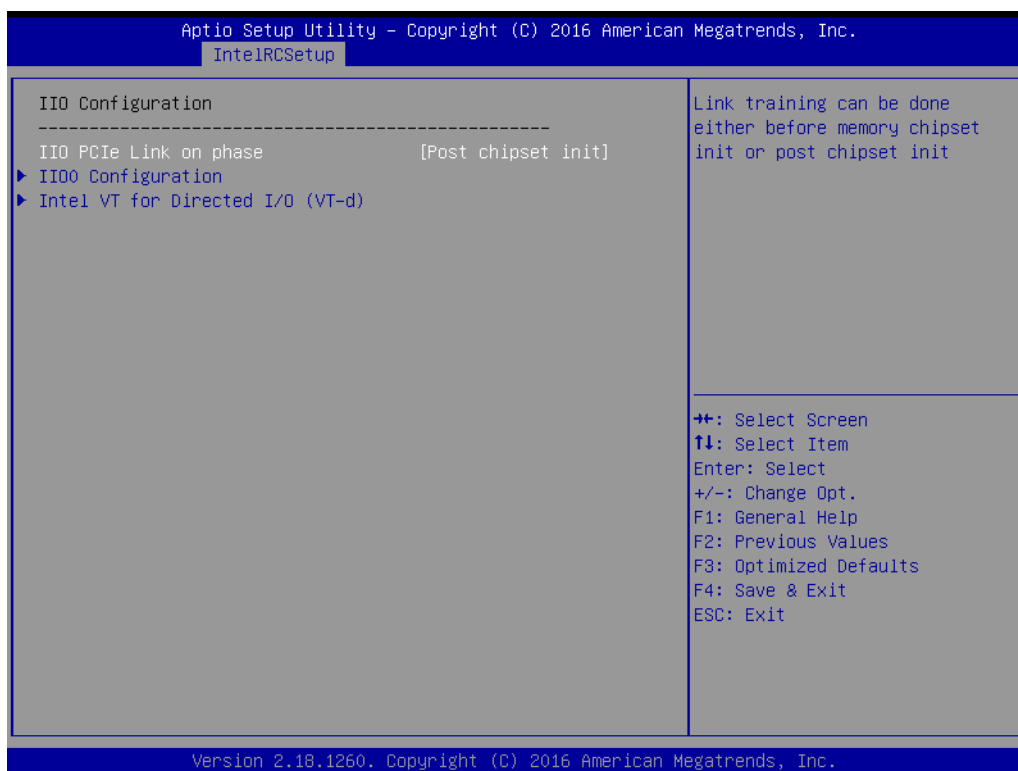 Aptio Setup Utility – Copyright (C) 2016 American Megatrends, Inc.
IntelRCSetup
IIO Configuration
--------------------------------------------------
IIO PCIe Link on phase [Post chipset init]
▶ IIO0 Configuration
▶ Intel VT for Directed I/O (VT-d)
Link training can be done
either before memory chipset
init or post chipset init
→←: Select Screen
↑↓: Select Item
Enter: Select
+/-: Change Opt.
F1: General Help
F2: Previous Values
F3: Optimized Defaults
F4: Save & Exit
ESC: Exit
Version 2.18.1260. Copyright (C) 2016 American Megatrends, Inc.